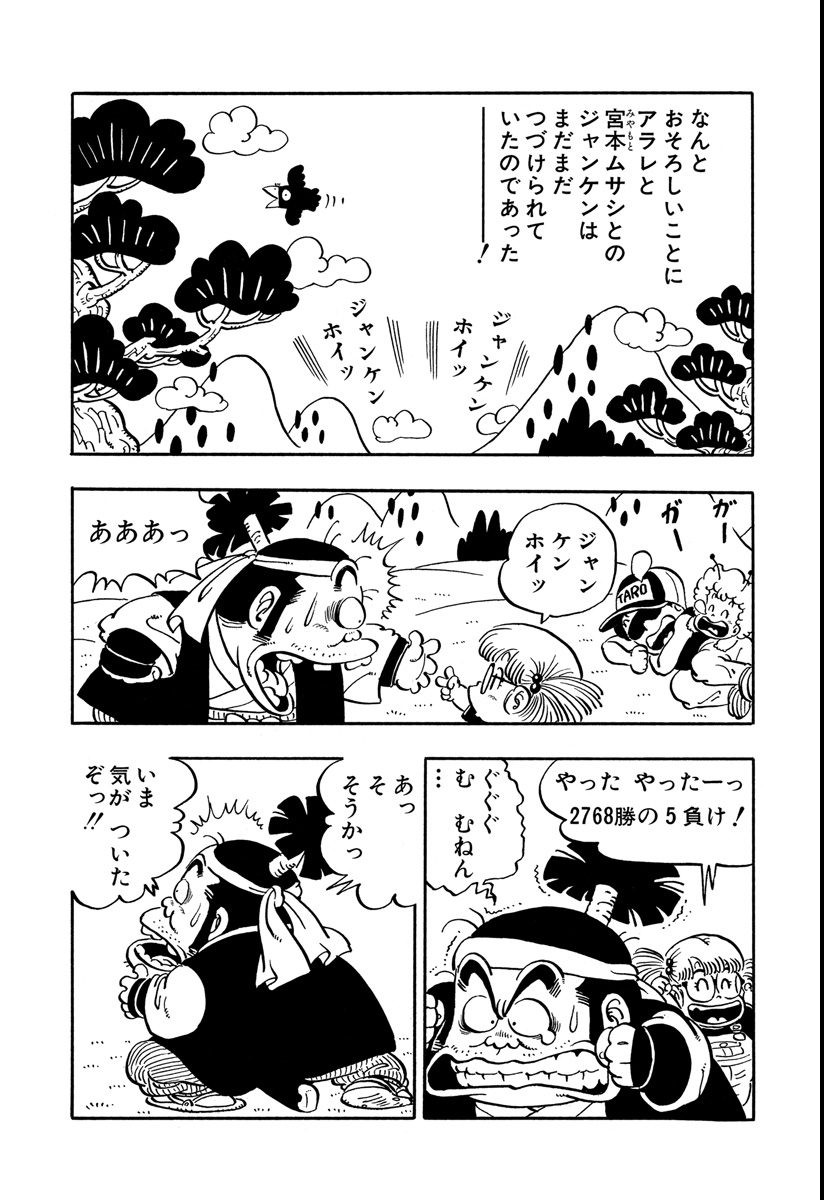 なんと
おそろしいことに
アラレと
宮本ムサシとの
みやもと
ジャンケンは
まだまだ
つづけられて
いたのであった
!
ジャンケン
ホイッ
ジャンケン
ホイッ
ガー
ガー
TARO
ジャン
ケン
ホイッ
あああっ
やった やったーっ
2768勝の5負け!
ぐぐぐ
む むねん
…
あっ
そ
そうかっ
いま
気が ついた
ぞっ!!